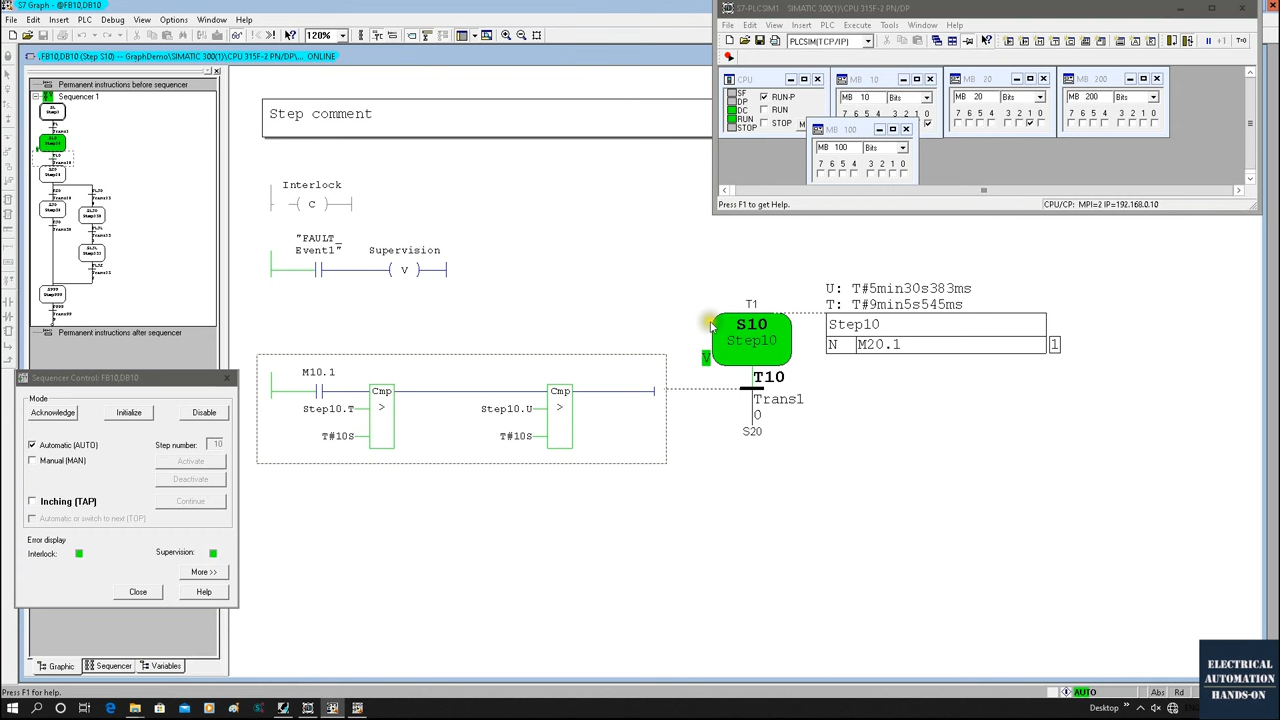 S7 Graph - @FB10,DB10
File Edit Insert PLC Debug View Options Window Help
120%
,FB10,DB10 (Step S10) -- GraphDemo\SIMATIC 300(1)\CPU 315F-2 PN/DP\... ONLINE
Permanent instructions before sequencer
Sequencer 1
Permanent instructions after sequencer
Graphic Sequencer Variables
Step comment
Interlock
C
"FAULT_
Event1" Supervision
V
M10.1
Cmp Cmp
Step10.T > Step10.U >
T#10S T#10S
T1
S10
Step10
V
T10
Trans1
0
S20
U: T#5min30s383ms
T: T#9min5s545ms
Step10
N M20.1 1
Sequencer Control: FB10,DB10
Mode
Acknowledge Initialize Disable
Automatic (AUTO) Step number: 10
Manual (MAN) Activate
Deactivate
Inching (TAP) Continue
Automatic or switch to next (TOP)
Error display
Interlock: Supervision:
More >>
Close Help
S7-PLCSIM1 SIMATIC 300(1)\CPU 315F-2 PN/DP
File Edit View Insert PLC Execute Tools Window Help
PLCSIM(TCP/IP)
+1 T=0
CPU
SF
DP
DC
RUN
STOP
RUN-P
RUN
STOP M
MB 10
MB 10 Bits
7 6 5 3 2 1 0
MB 20
MB 20 Bits
7 6 5 4 3 2 1 0
MB 200
MB 200 Bits
7 6 5 4 3 2 1 0
MB 100
MB 100 Bits
7 6 5 4 3 2 1 0
Press F1 to get Help. CPU/CP: MPI=2 IP=192.168.0.10
Press F1 for help. AUTO Abs Rd
Desktop
ELECTRICAL
AUTOMATION
HANDS-ON